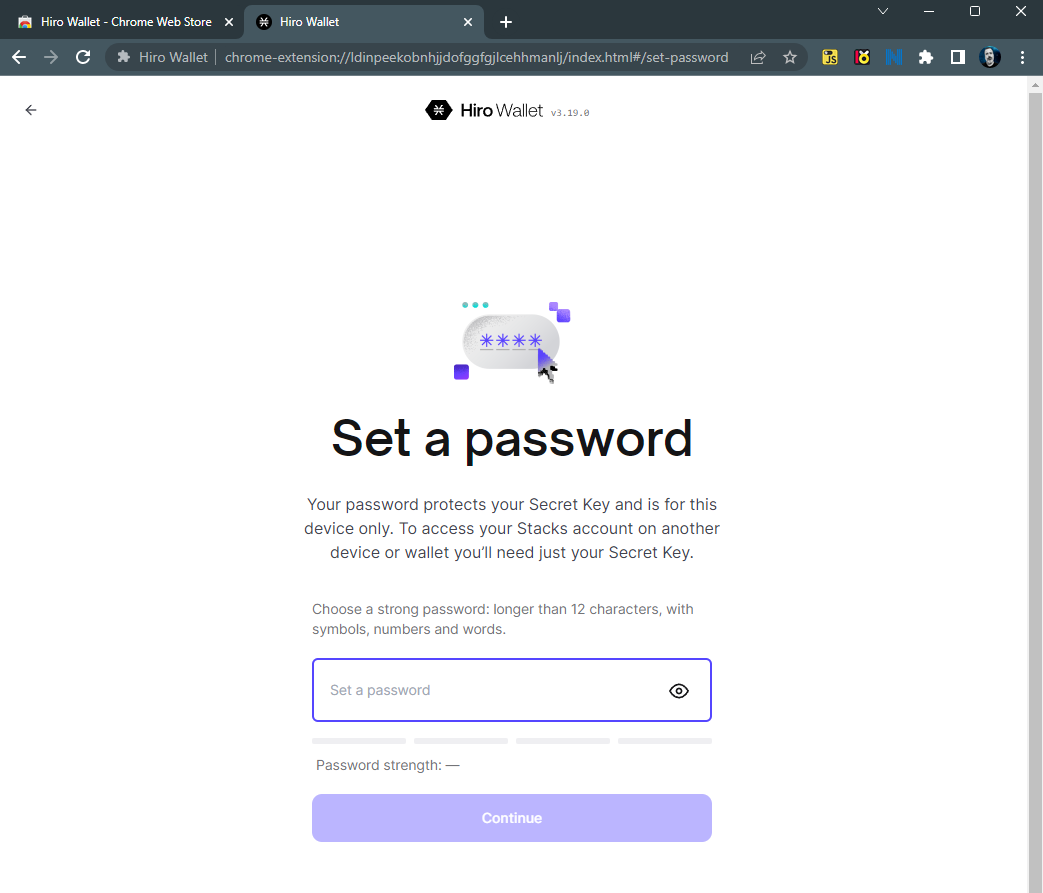 Hiro Wallet - Chrome Web Store
Hiro Wallet
Hiro Wallet
chrome-extension://ldinpeekobnhjjdofggfgjlcehhmanlj/index.html#/set-password
JS
N
Hiro Wallet v3.19.0
****
Set a password
Your password protects your Secret Key and is for this
device only. To access your Stacks account on another
device or wallet you’ll need just your Secret Key.
Choose a strong password: longer than 12 characters, with
symbols, numbers and words.
Set a password
Password strength: —
Continue